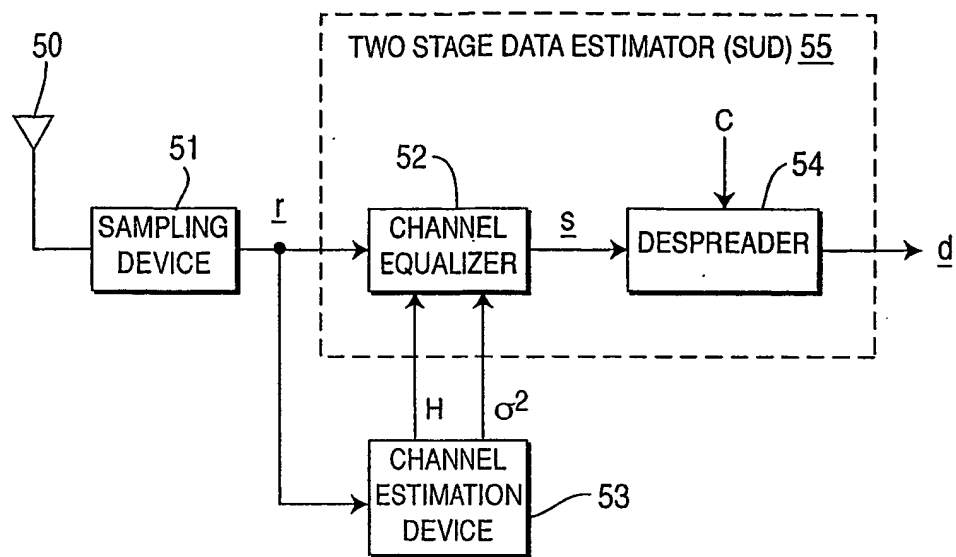 50
TWO STAGE DATA ESTIMATOR (SUD) 55
51
52
C
54
SAMPLING
DEVICE
r
CHANNEL
EQUALIZER
s
DESPREADER
d
H
σ²
CHANNEL
ESTIMATION
DEVICE
53